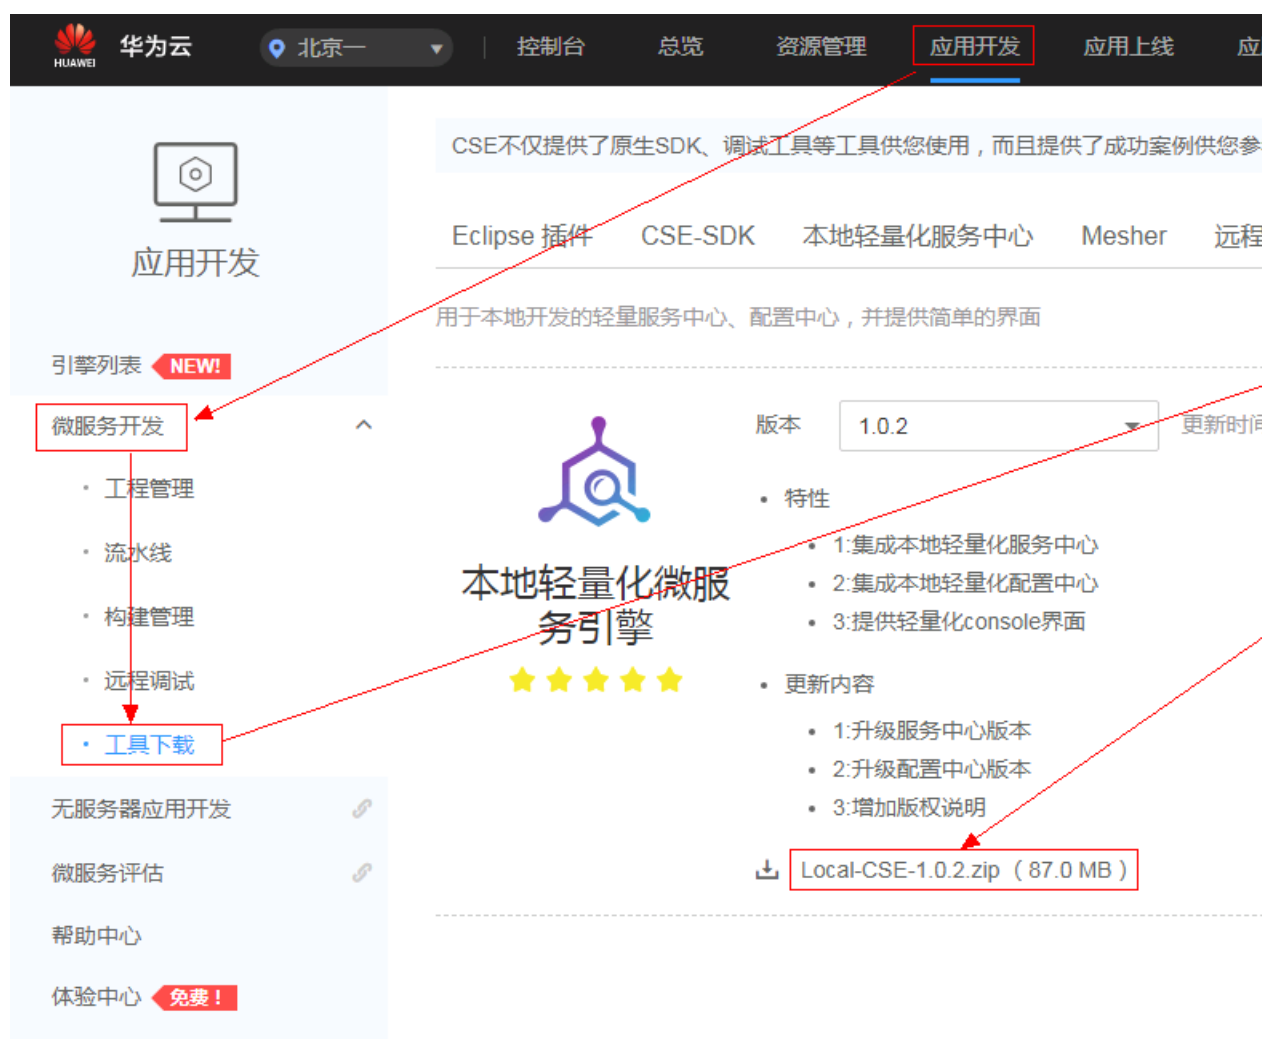 HUAWEI
华为云
北京一
控制台
总览
资源管理
应用开发
应用上线
CSE不仅提供了原生SDK、调试工具等工具供您使用，而且提供了成功案例供您参
应用开发
Eclipse 插件
CSE-SDK
本地轻量化服务中心
Mesher
远程
用于本地开发的轻量服务中心、配置中心，并提供简单的界面
引擎列表 NEW!
微服务开发
版本 1.0.2 更新时间
工程管理
流水线
构建管理
远程调试
工具下载
无服务器应用开发
微服务评估
帮助中心
体验中心 免费！
本地轻量化微服
务引擎
• 特性
• 1:集成本地轻量化服务中心
• 2:集成本地轻量化配置中心
• 3:提供轻量化console界面
• 更新内容
• 1:升级服务中心版本
• 2:升级配置中心版本
• 3:增加版权说明
Local-CSE-1.0.2.zip（87.0 MB）